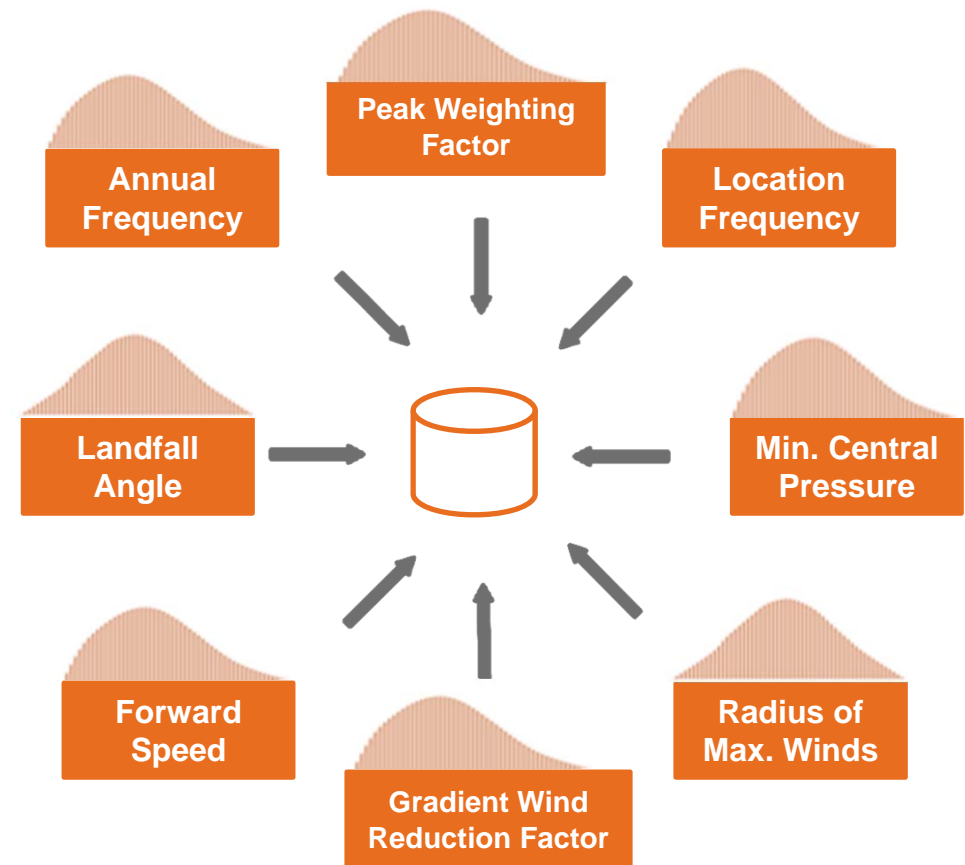 Peak Weighting
Factor
Annual
Frequency
Location
Frequency
Landfall
Angle
Min. Central
Pressure
Forward
Speed
Radius of
Max. Winds
Gradient Wind
Reduction Factor